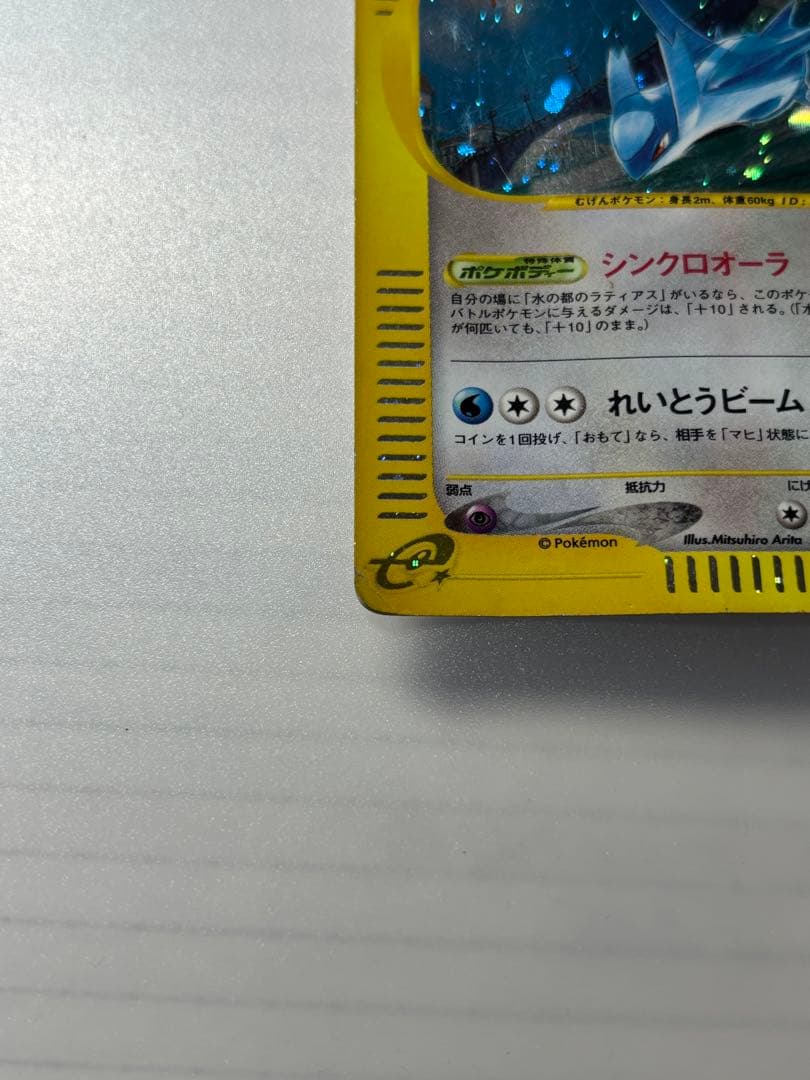 むげんポケモン:身長2m、体重60kg / D:
特殊体質
ポケボディー
シンクロオーラ
自分の場に「水の都のラティアス」がいるなら、このポケ
バトルポケモンに与えるダメージは、「+10」される。(「水
が何匹いても、「+10」のまま。)
れいとうビーム
コインを1回投げ、「おもて」なら、相手を「マヒ」状態に
弱点 抵抗力 にげ
© Pokémon Illus.Mitsuhiro Arita
e